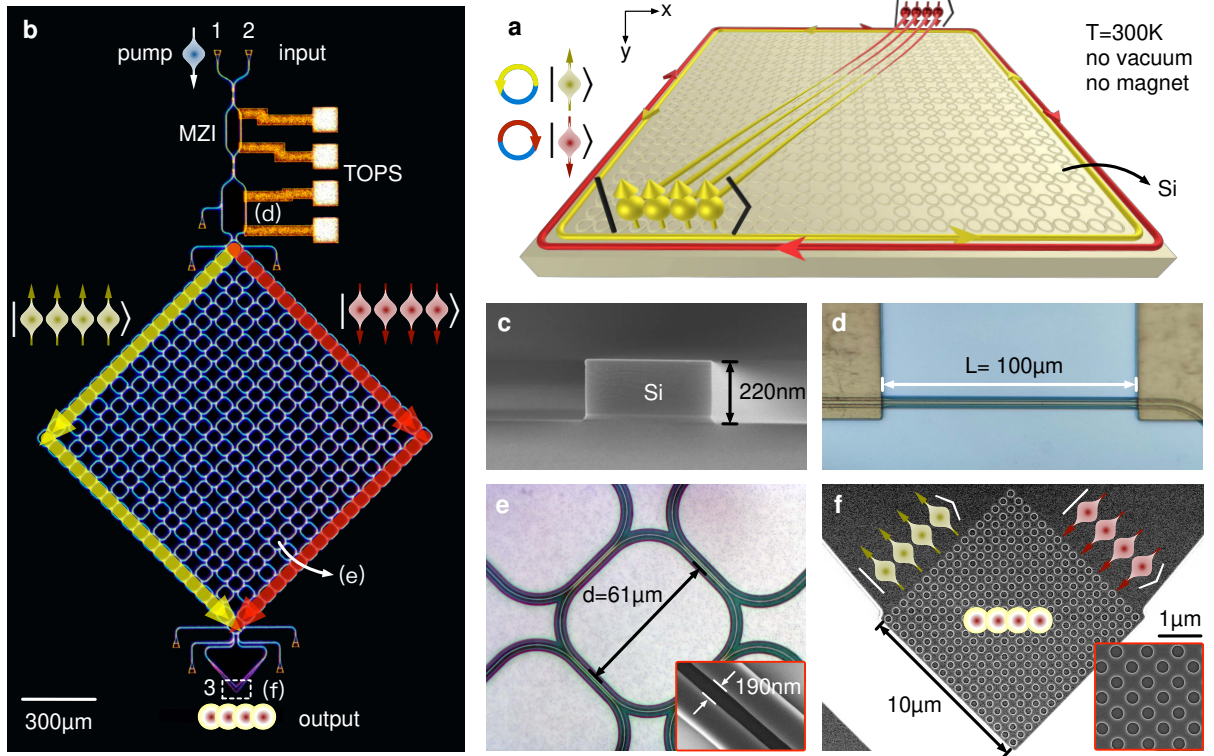 b
pump
1
2
input
MZI
TOPS
(d)
(e)
3
(f)
300μm
output
a
x
y
T=300K
no vacuum
no magnet
Si
c
Si
220nm
d
L= 100μm
e
d=61μm
190nm
f
1μm
10μm